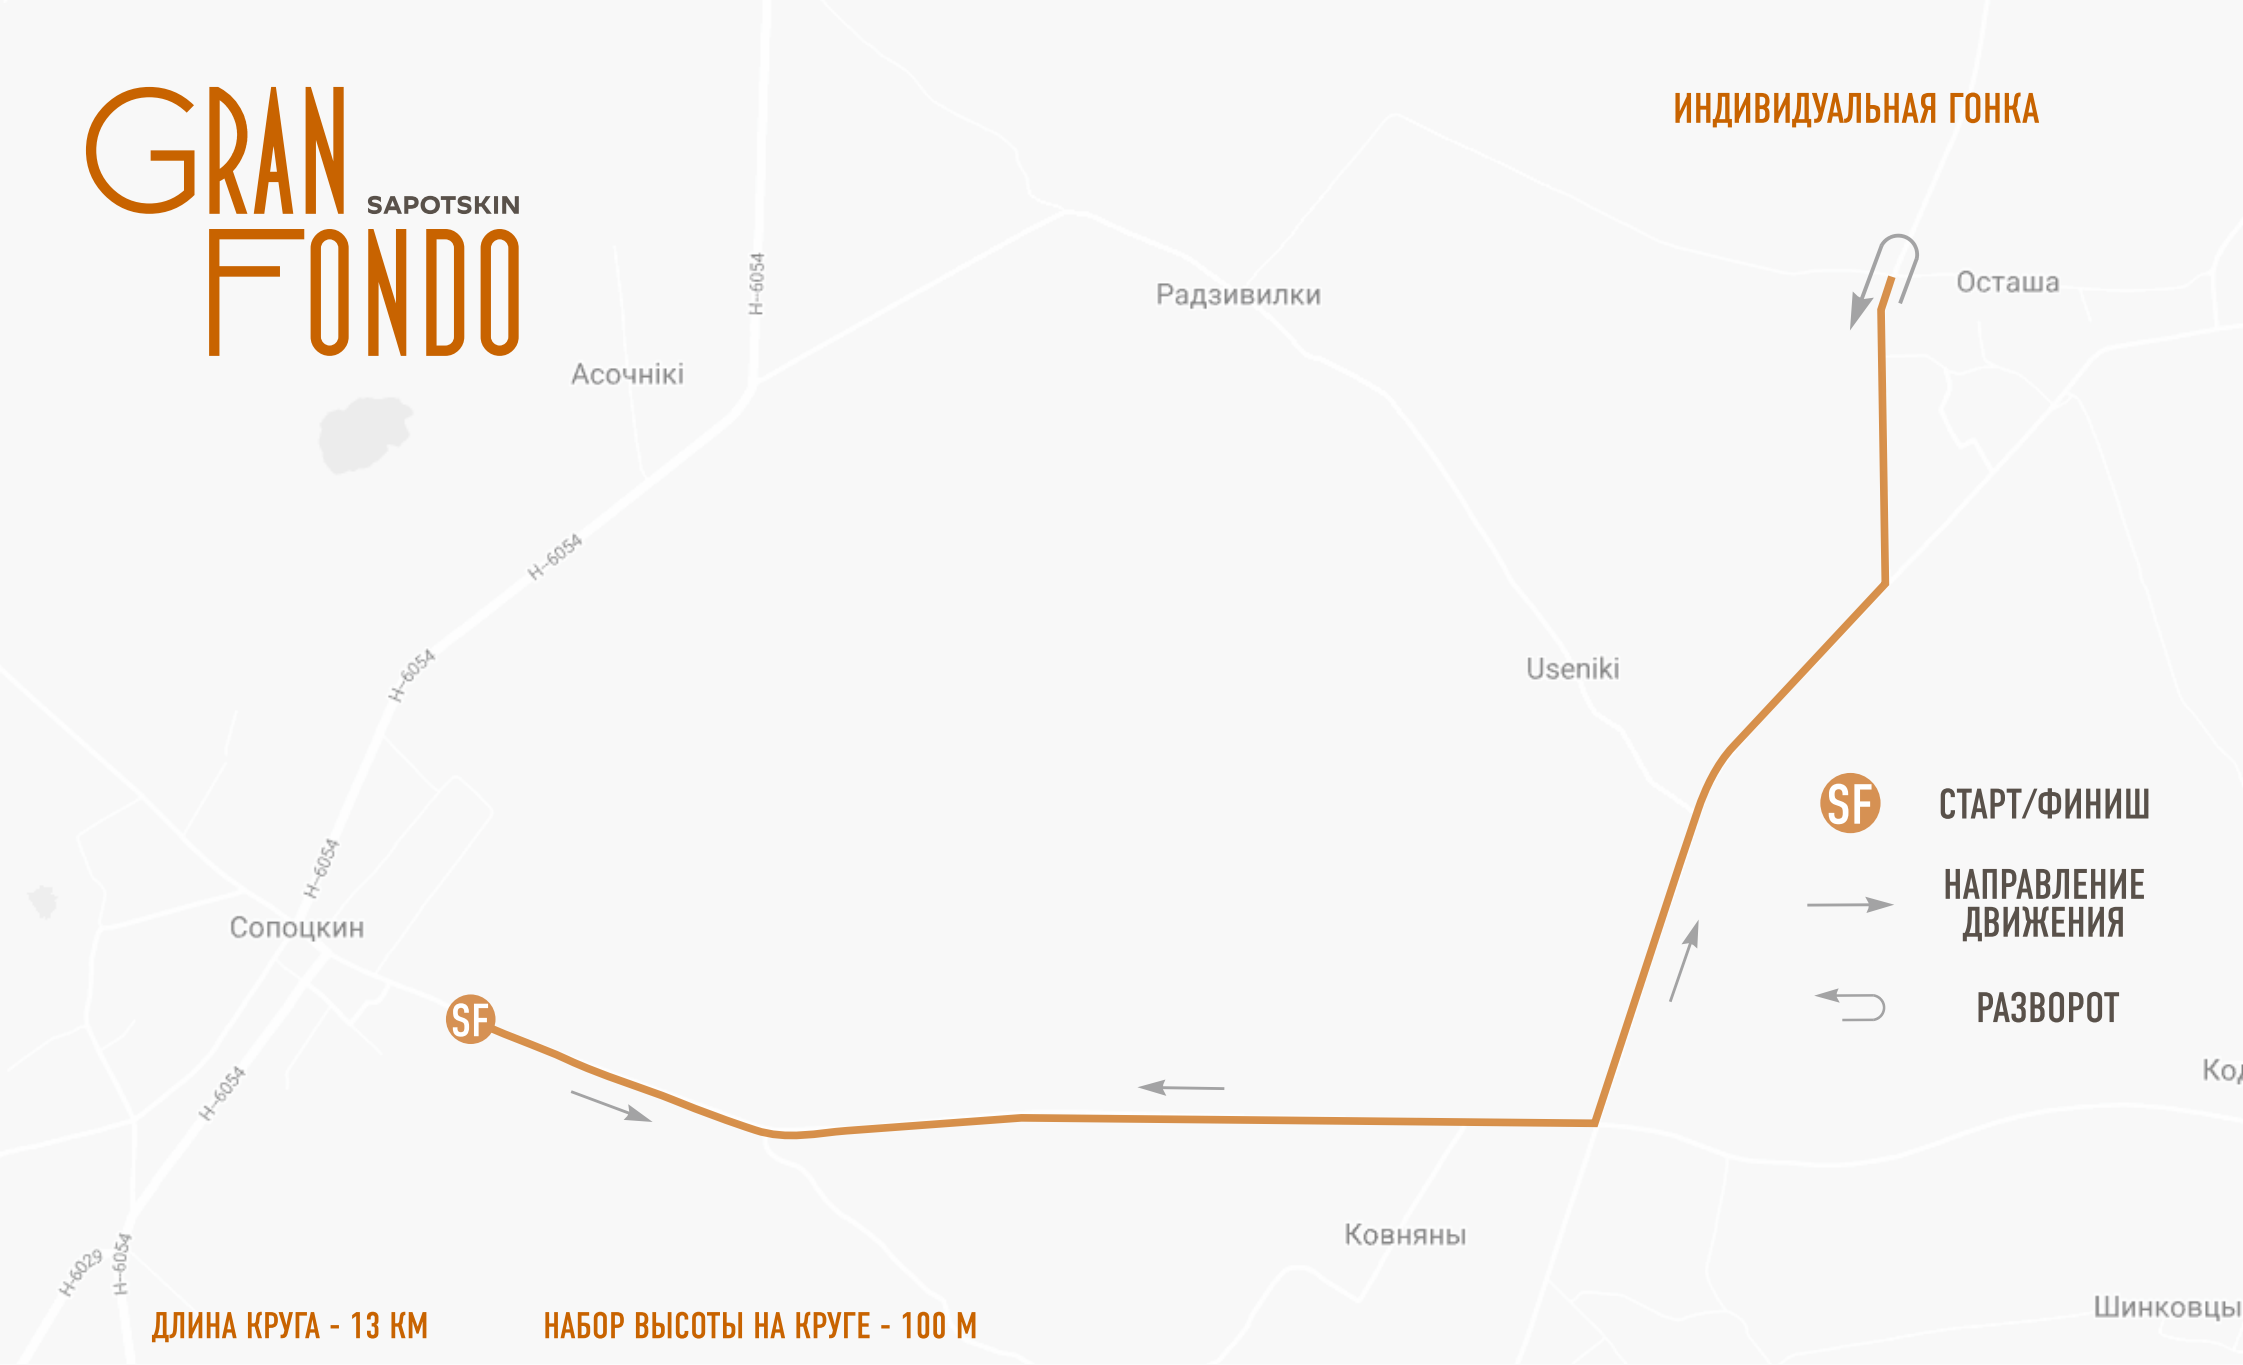 GRAN
SAPOTSKIN
FONDO
ИНДИВИДУАЛЬНАЯ ГОНКА
Н-6054
Осташа
Радзивилки
Асочнікі
Н-6054
Н-6054
Useniki
SF СТАРТ/ФИНИШ
Н-6054
НАПРАВЛЕНИЕ
ДВИЖЕНИЯ
Сопоцкин
SF
РАЗВОРОТ
Н-6054
Ковняны
Н-6029
Н-6054
Шинковцы
ДЛИНА КРУГА - 13 КМ
НАБОР ВЫСОТЫ НА КРУГЕ - 100 М